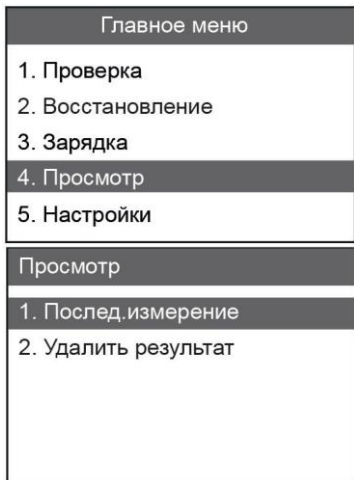 Главное меню
1. Проверка
2. Восстановление
3. Зарядка
4. Просмотр
5. Настройки
Просмотр
1. Послед.измерение
2. Удалить результат